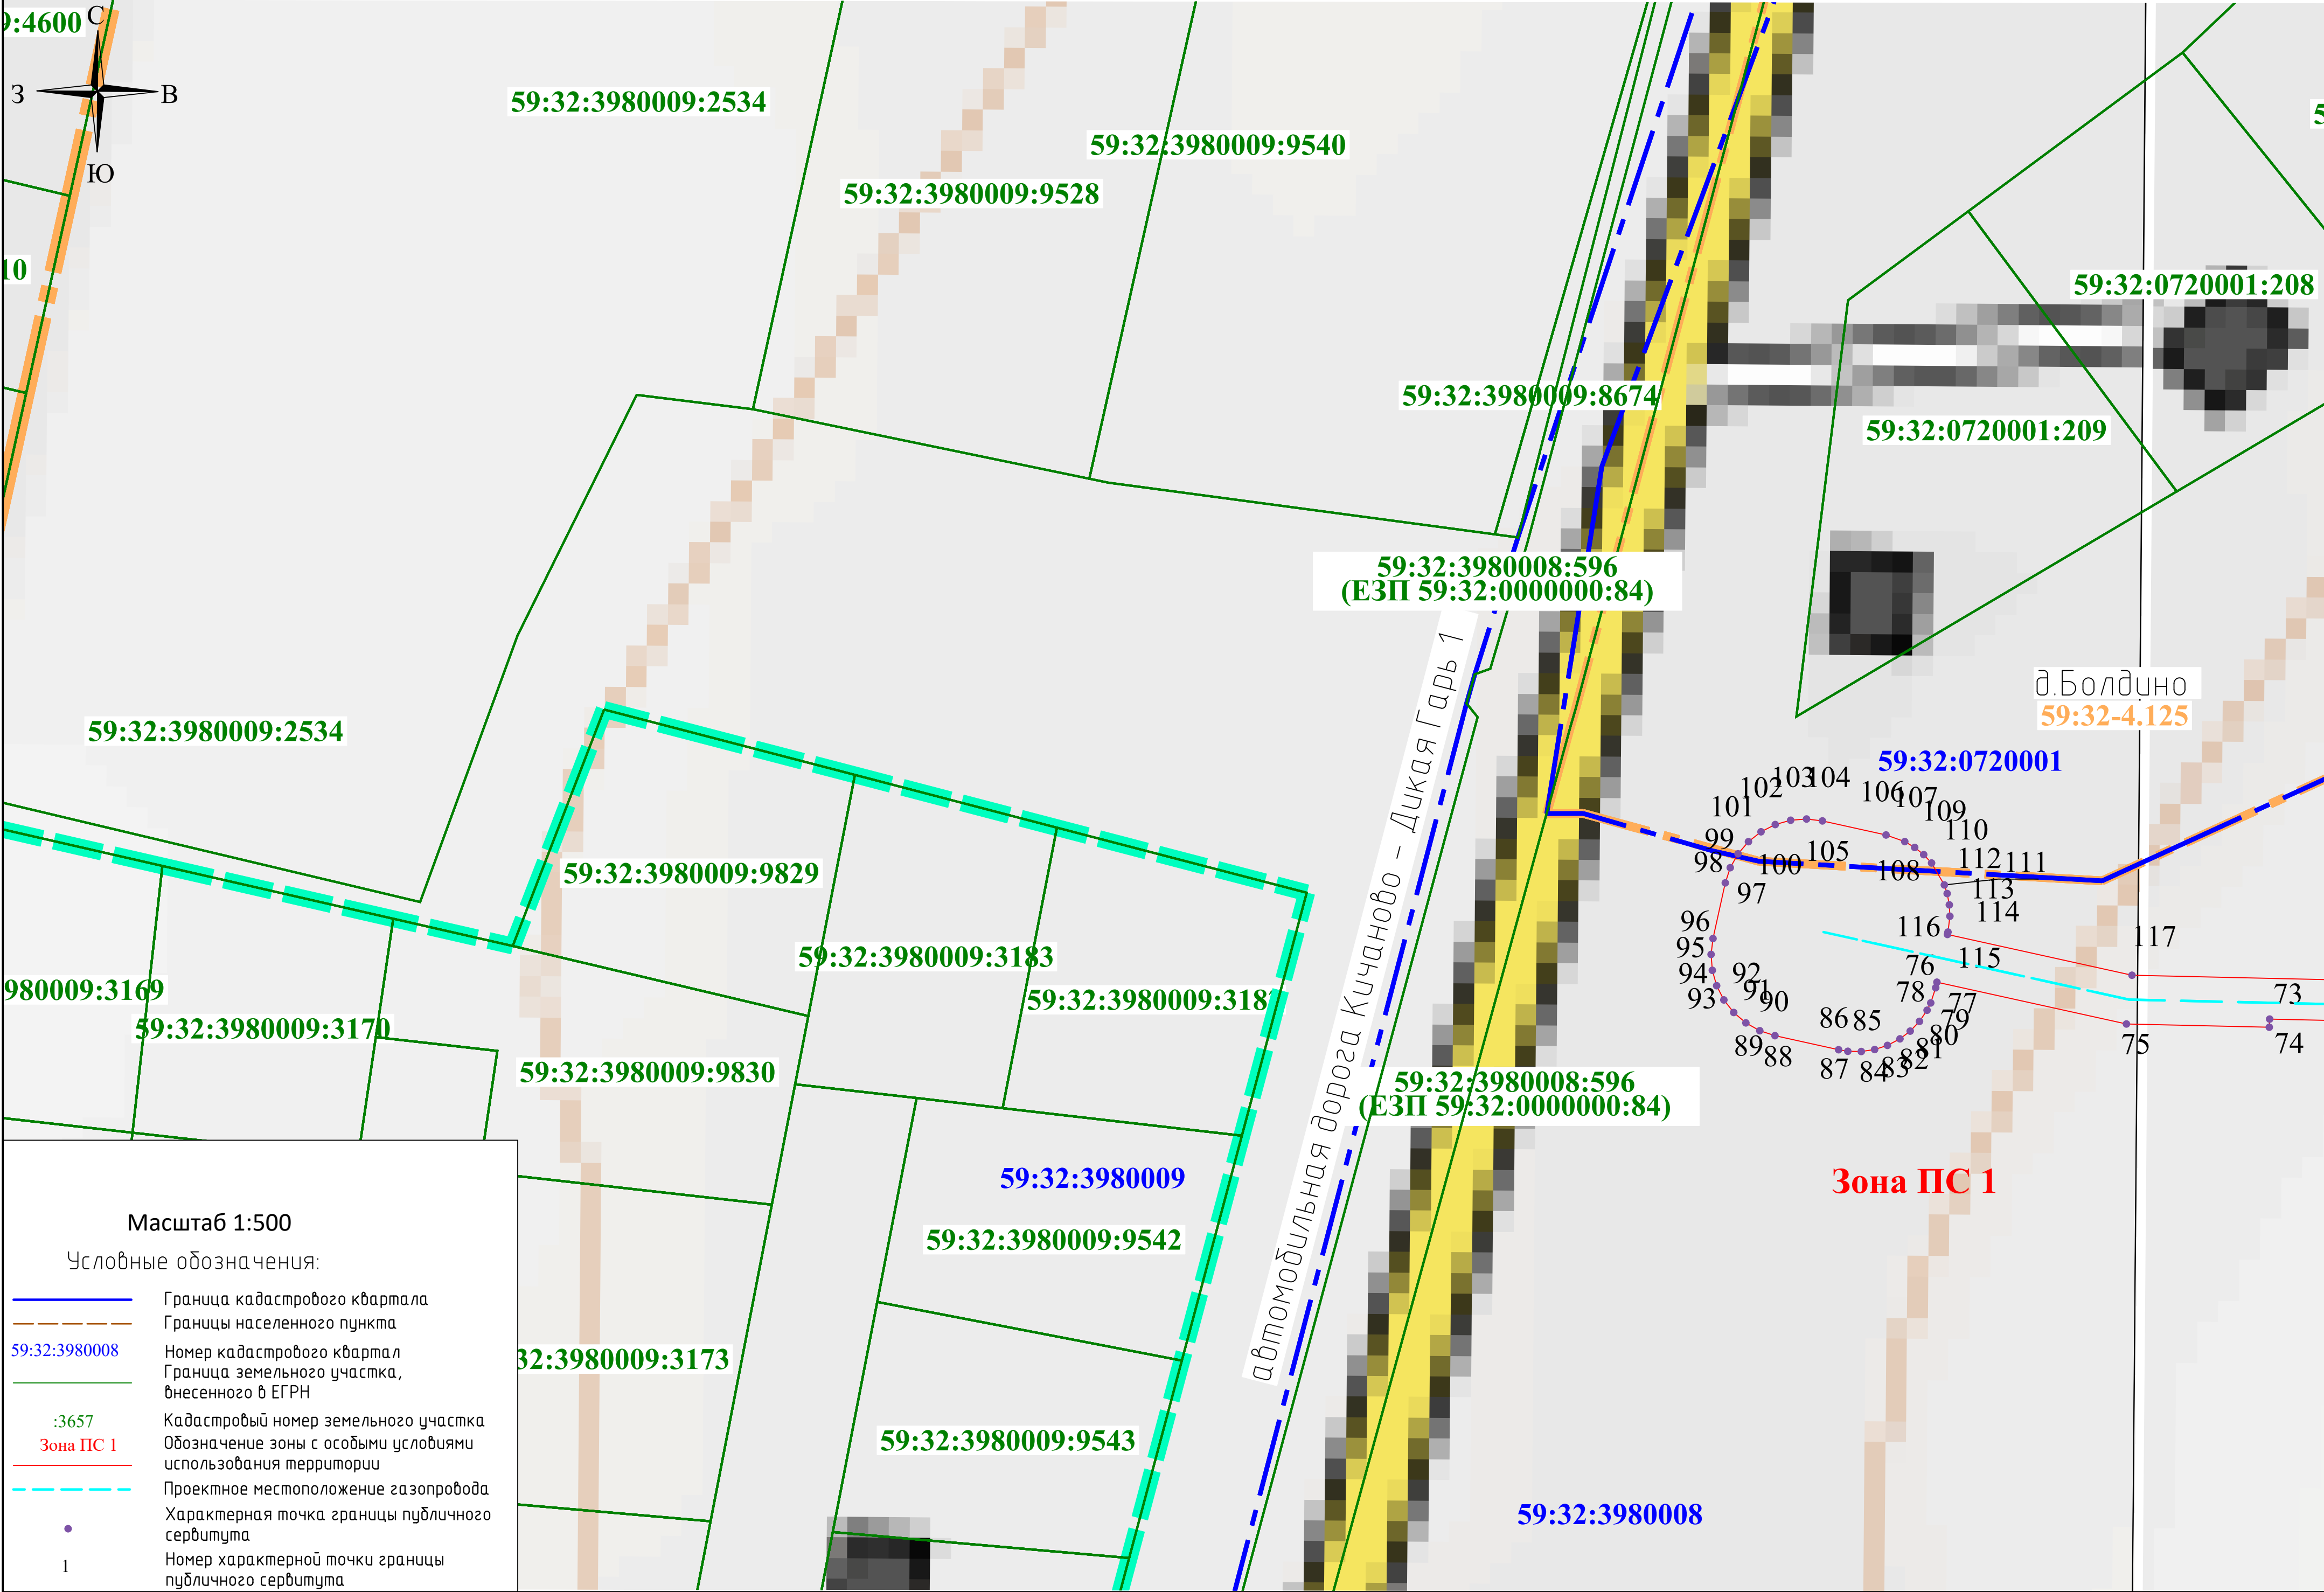 9:4600
С
З
В
Ю
59:32:3980009:2534
59:32:3980009:9540
59:32:3980009:9528
10
59:32:0720001:208
59:32:3980009:8674
59:32:0720001:209
59:32:3980008:596
(ЕЗП 59:32:0000000:84)
автомобильная дорога Кичаново - Дикая Гарь 1
д.Болдино
59:32-4.125
59:32:3980009:2534
59:32:0720001
103
104
102
106
101
107
109
110
99
105
112
111
98
100
108
97
113
114
96
116
117
95
115
76
94
92
78
73
93
91
90
77
79
86
85
80
89
88
81
82
75
74
87
84
83
59:32:3980009:9829
59:32:3980009:3183
980009:3169
59:32:3980009:318
59:32:3980009:3170
59:32:3980009:9830
59:32:3980008:596
(ЕЗП 59:32:0000000:84)
59:32:3980009
Зона ПС 1
59:32:3980009:9542
32:3980009:3173
59:32:3980009:9543
59:32:3980008
Масштаб 1:500
Условные обозначения:
Граница кадастрового квартала
Границы населенного пункта
59:32:3980008
Номер кадастрового квартал
Граница земельного участка,
внесенного в ЕГРН
:3657
Кадастровый номер земельного участка
Зона ПС 1
Обозначение зоны с особыми условиями
использования территории
Проектное местоположение газопровода
Характерная точка границы публичного
сервитута
1
Номер характерной точки границы
публичного сервитута